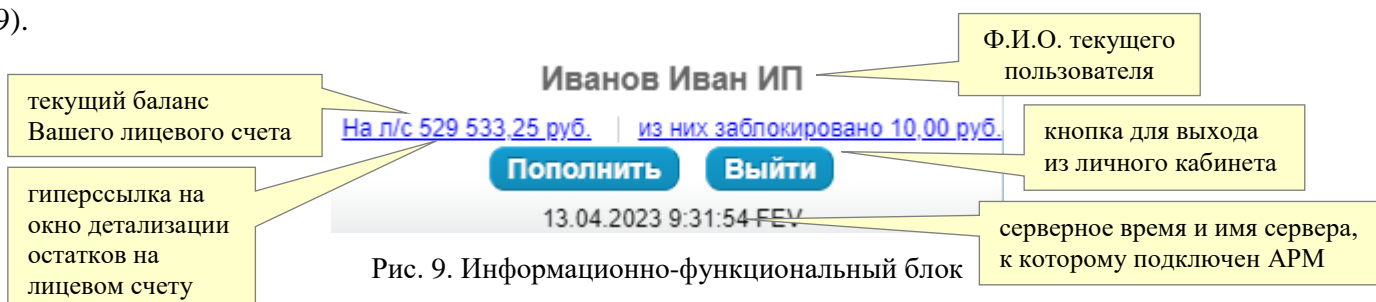 9).
Ф.И.О. текущего
пользователя
Иванов Иван ИП
текущий баланс
Вашего лицевого счета
На л/с 529 533,25 руб. из них заблокировано 10,00 руб.
кнопка для выхода
из личного кабинета
Пополнить Выйти
гиперссылка на
окно детализации
остатков на
лицевом счету
13.04.2023 9:31:54 FEV
серверное время и имя сервера,
к которому подключен АРМ
Рис. 9. Информационно-функциональный блок